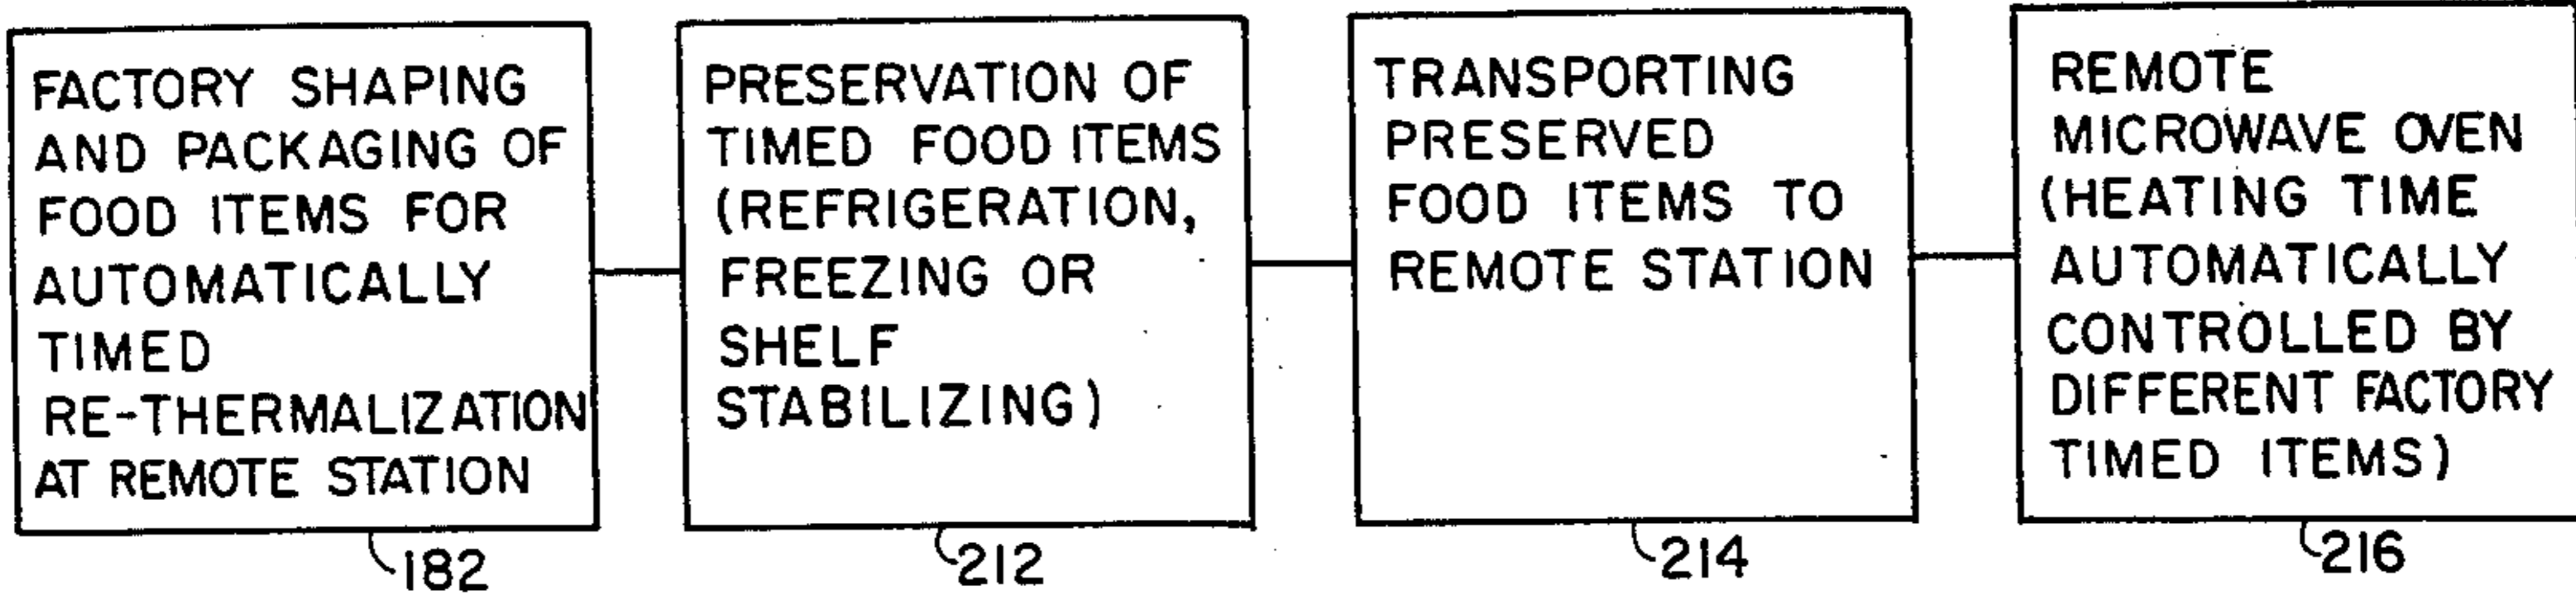 FACTORY SHAPING
AND PACKAGING OF
FOOD ITEMS FOR
AUTOMATICALLY
TIMED
RE-THERMALIZATION
AT REMOTE STATION
182
PRESERVATION OF
TIMED FOOD ITEMS
(REFRIGERATION,
FREEZING OR
SHELF
STABILIZING)
212
TRANSPORTING
PRESERVED
FOOD ITEMS TO
REMOTE STATION
214
REMOTE
MICROWAVE OVEN
(HEATING TIME
AUTOMATICALLY
CONTROLLED BY
DIFFERENT FACTORY
TIMED ITEMS)
216